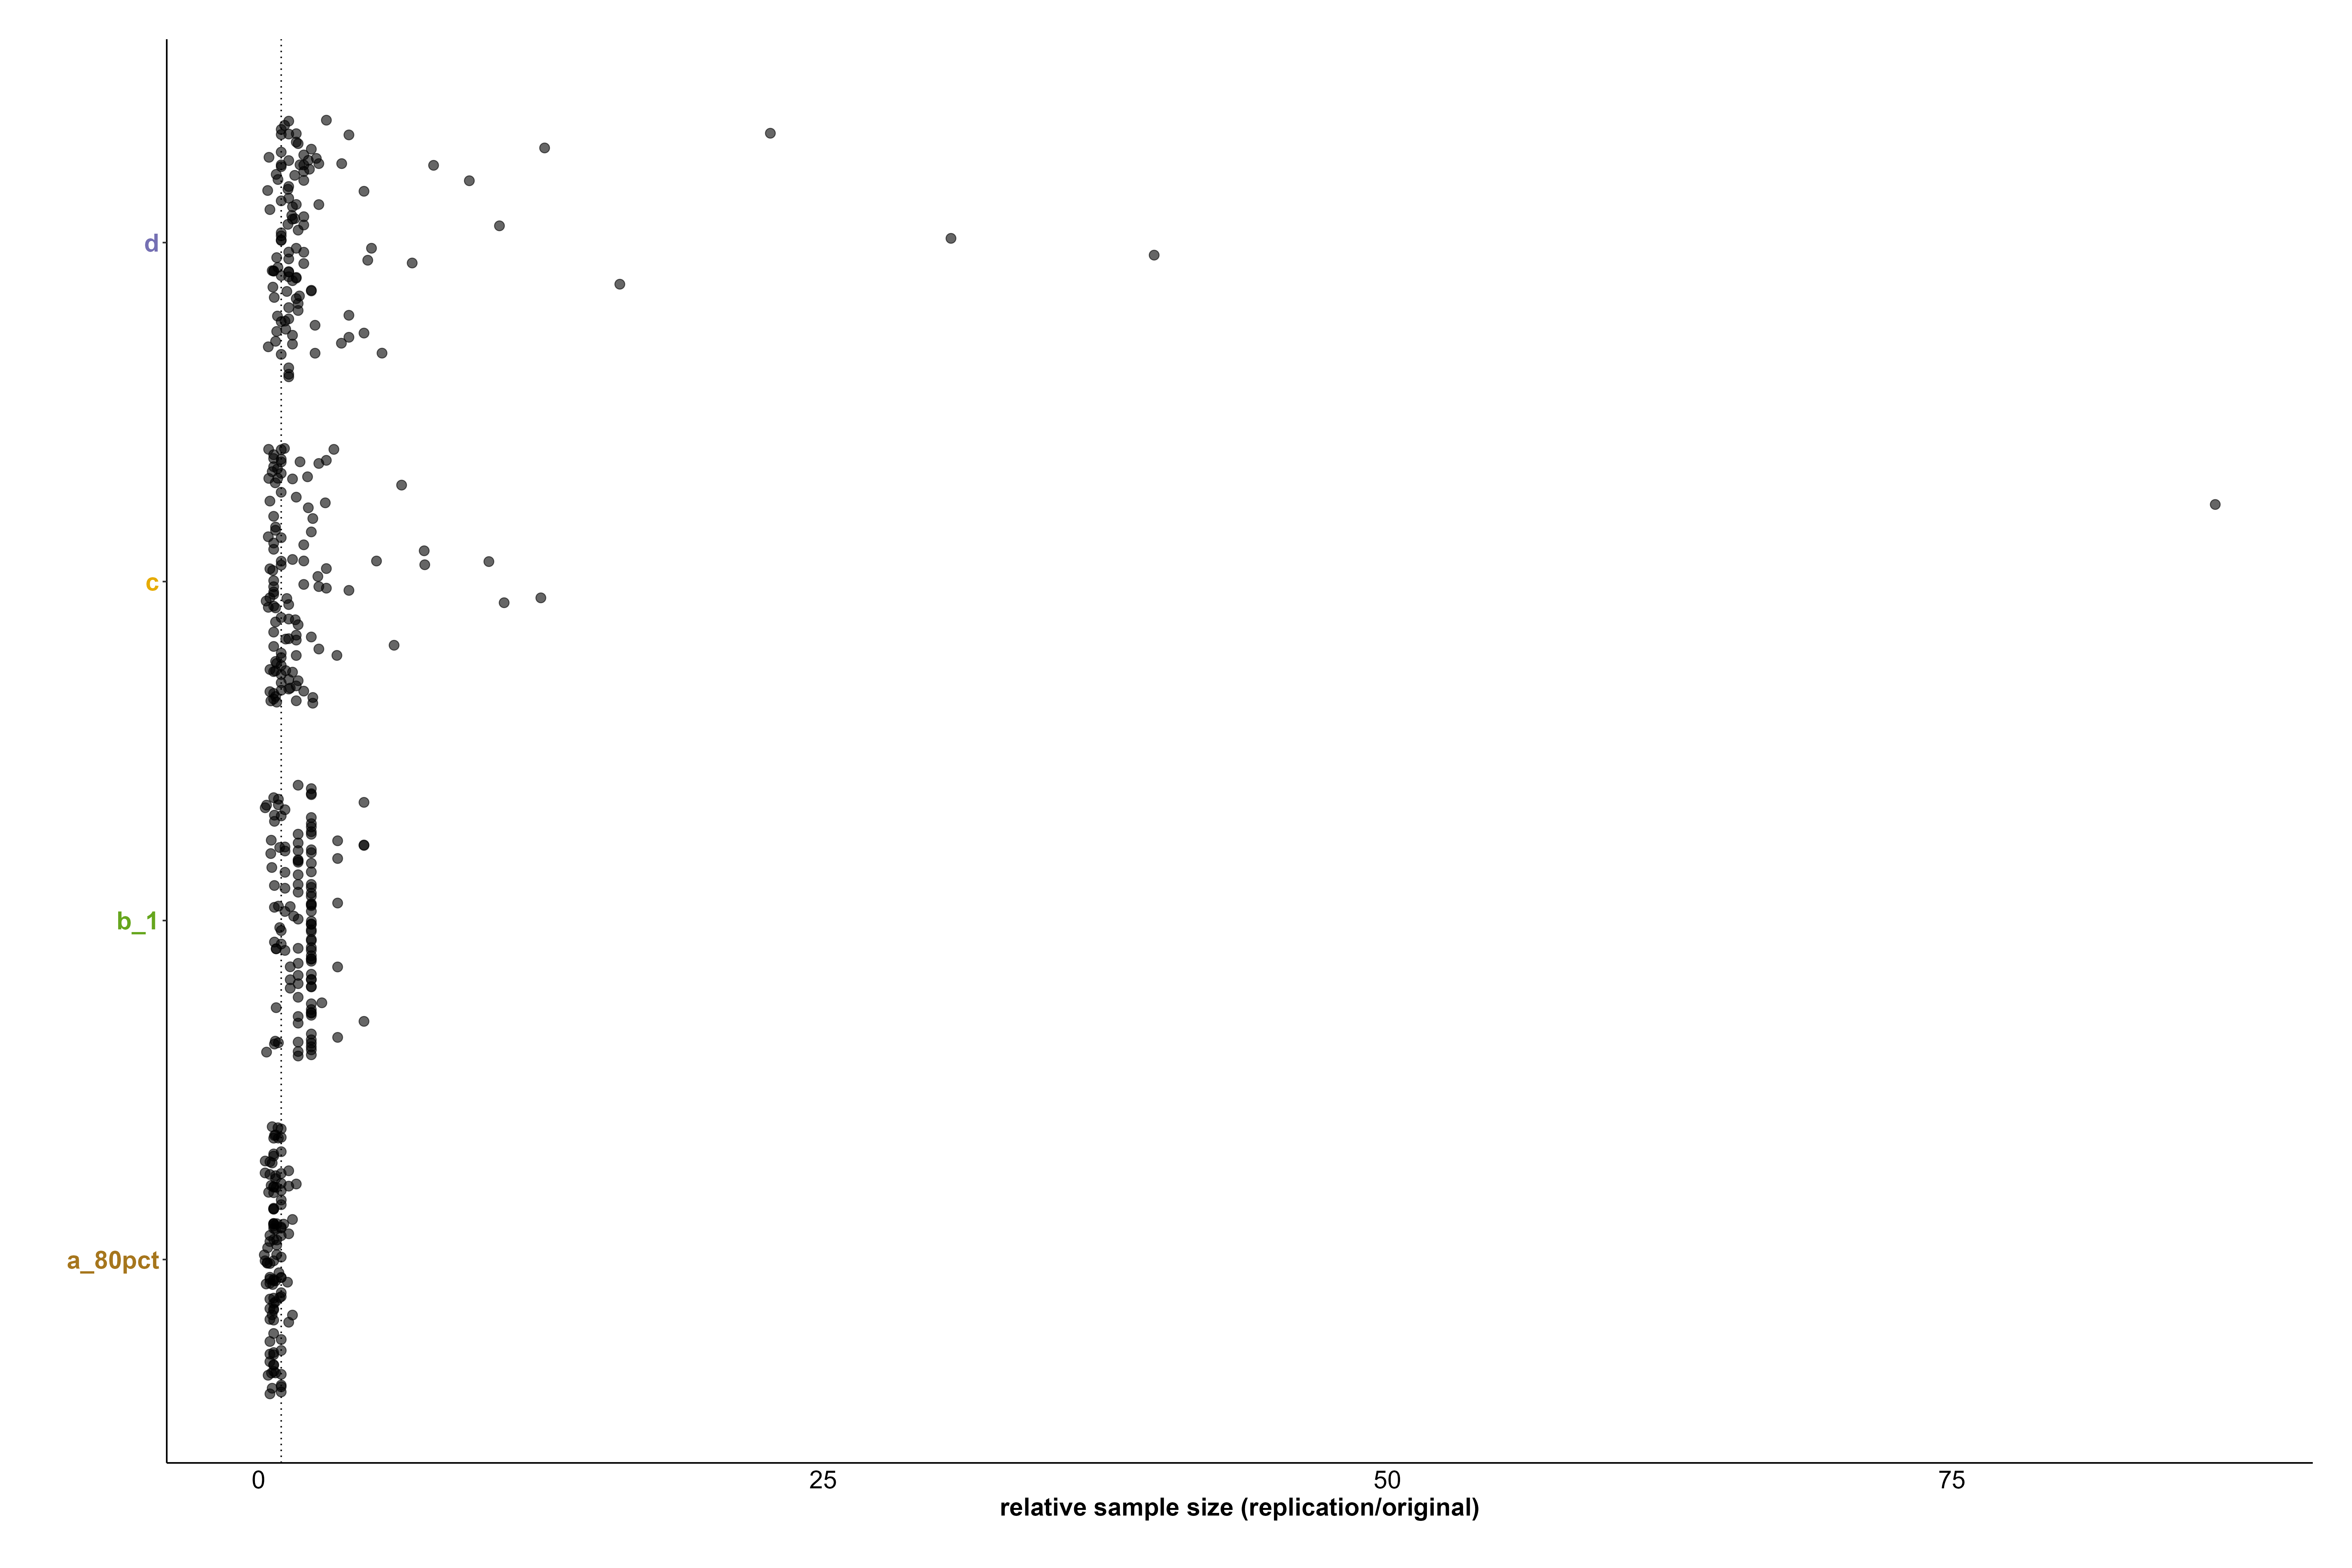 d
c
b_1
a_80pct
0 25 50 75
relative sample size (replication/original)